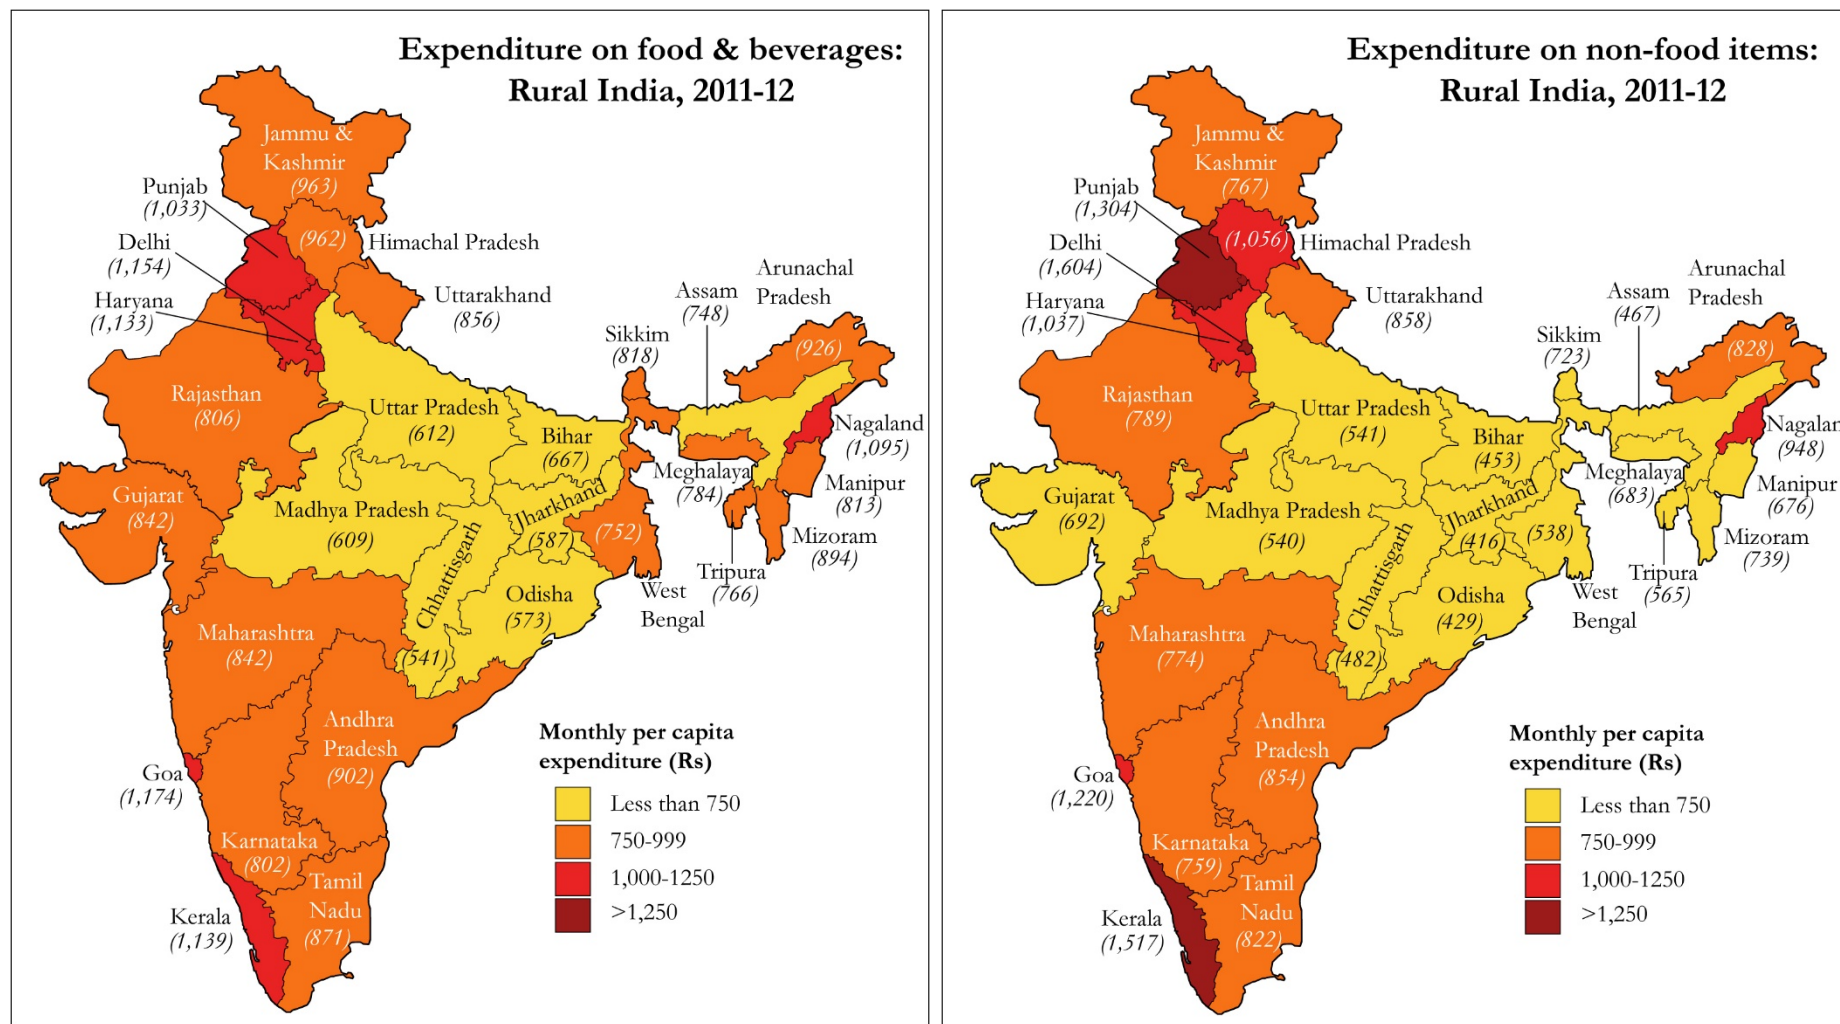 Expenditure on food & beverages:
Rural India, 2011-12
Jammu &
Kashmir
(963)
Punjab
(1,033)
(962)
Himachal Pradesh
Delhi
(1,154)
Haryana
(1,133)
Uttarakhand
(856)
Arunachal
Pradesh
(926)
Assam
(748)
Sikkim
(818)
Rajasthan
(806)
Uttar Pradesh
(612)
Bihar
(667)
Nagaland
(1,095)
Meghalaya
(784)
Manipur
(813)
Mizoram
(894)
Tripura
(766)
Gujarat
(842)
Madhya Pradesh
(609)
Jharkhand
(587)
(752)
West
Bengal
Chhattisgarh
(541)
Odisha
(573)
Maharashtra
(842)
Andhra
Pradesh
(902)
Goa
(1,174)
Karnataka
(802)
Tamil
Nadu
(871)
Kerala
(1,139)
Monthly per capita
expenditure (Rs)
Less than 750
750-999
1,000-1250
>1,250
Expenditure on non-food items:
Rural India, 2011-12
Jammu &
Kashmir
(767)
Punjab
(1,304)
(1,056)
Himachal Pradesh
Delhi
(1,604)
Haryana
(1,037)
Uttarakhand
(858)
Arunachal
Pradesh
(828)
Assam
(467)
Sikkim
(723)
Rajasthan
(789)
Uttar Pradesh
(541)
Bihar
(453)
Nagalan
(948)
Meghalaya
(683)
Manipur
(676)
Mizoram
(739)
Tripura
(565)
Gujarat
(692)
Madhya Pradesh
(540)
Jharkhand
(416)
(538)
West
Bengal
Chhattisgarh
(482)
Odisha
(429)
Maharashtra
(774)
Andhra
Pradesh
(854)
Goa
(1,220)
Karnataka
(759)
Tamil
Nadu
(822)
Kerala
(1,517)
Monthly per capita
expenditure (Rs)
Less than 750
750-999
1,000-1250
>1,250